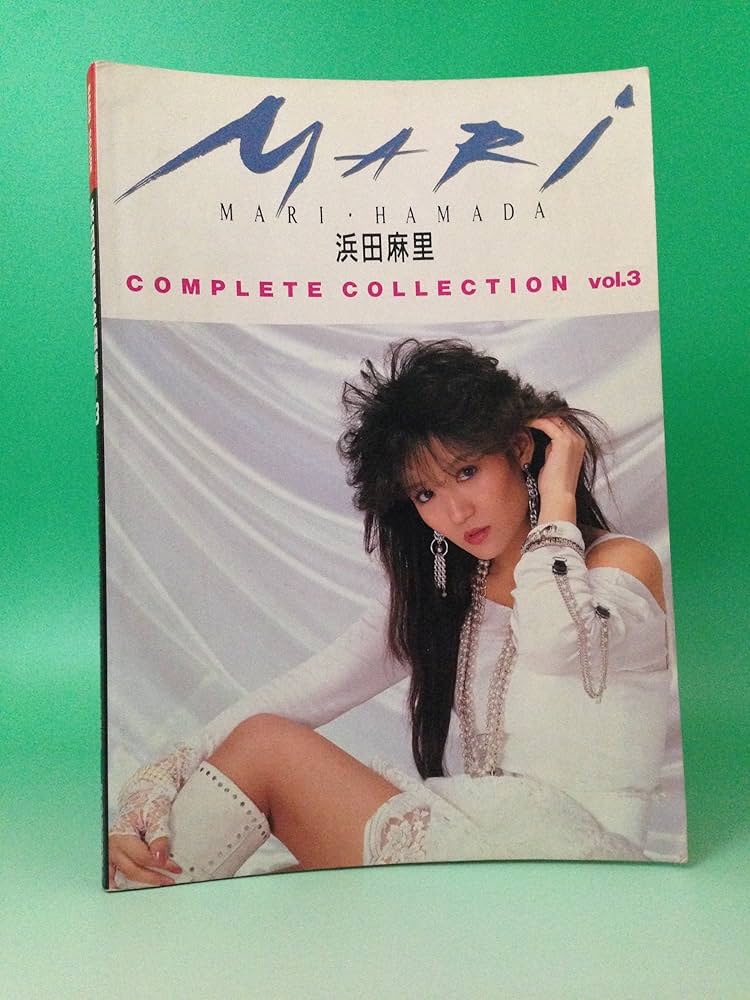 MARi
MARI・HAMADA
浜田麻里
COMPLETE COLLECTION vol.3